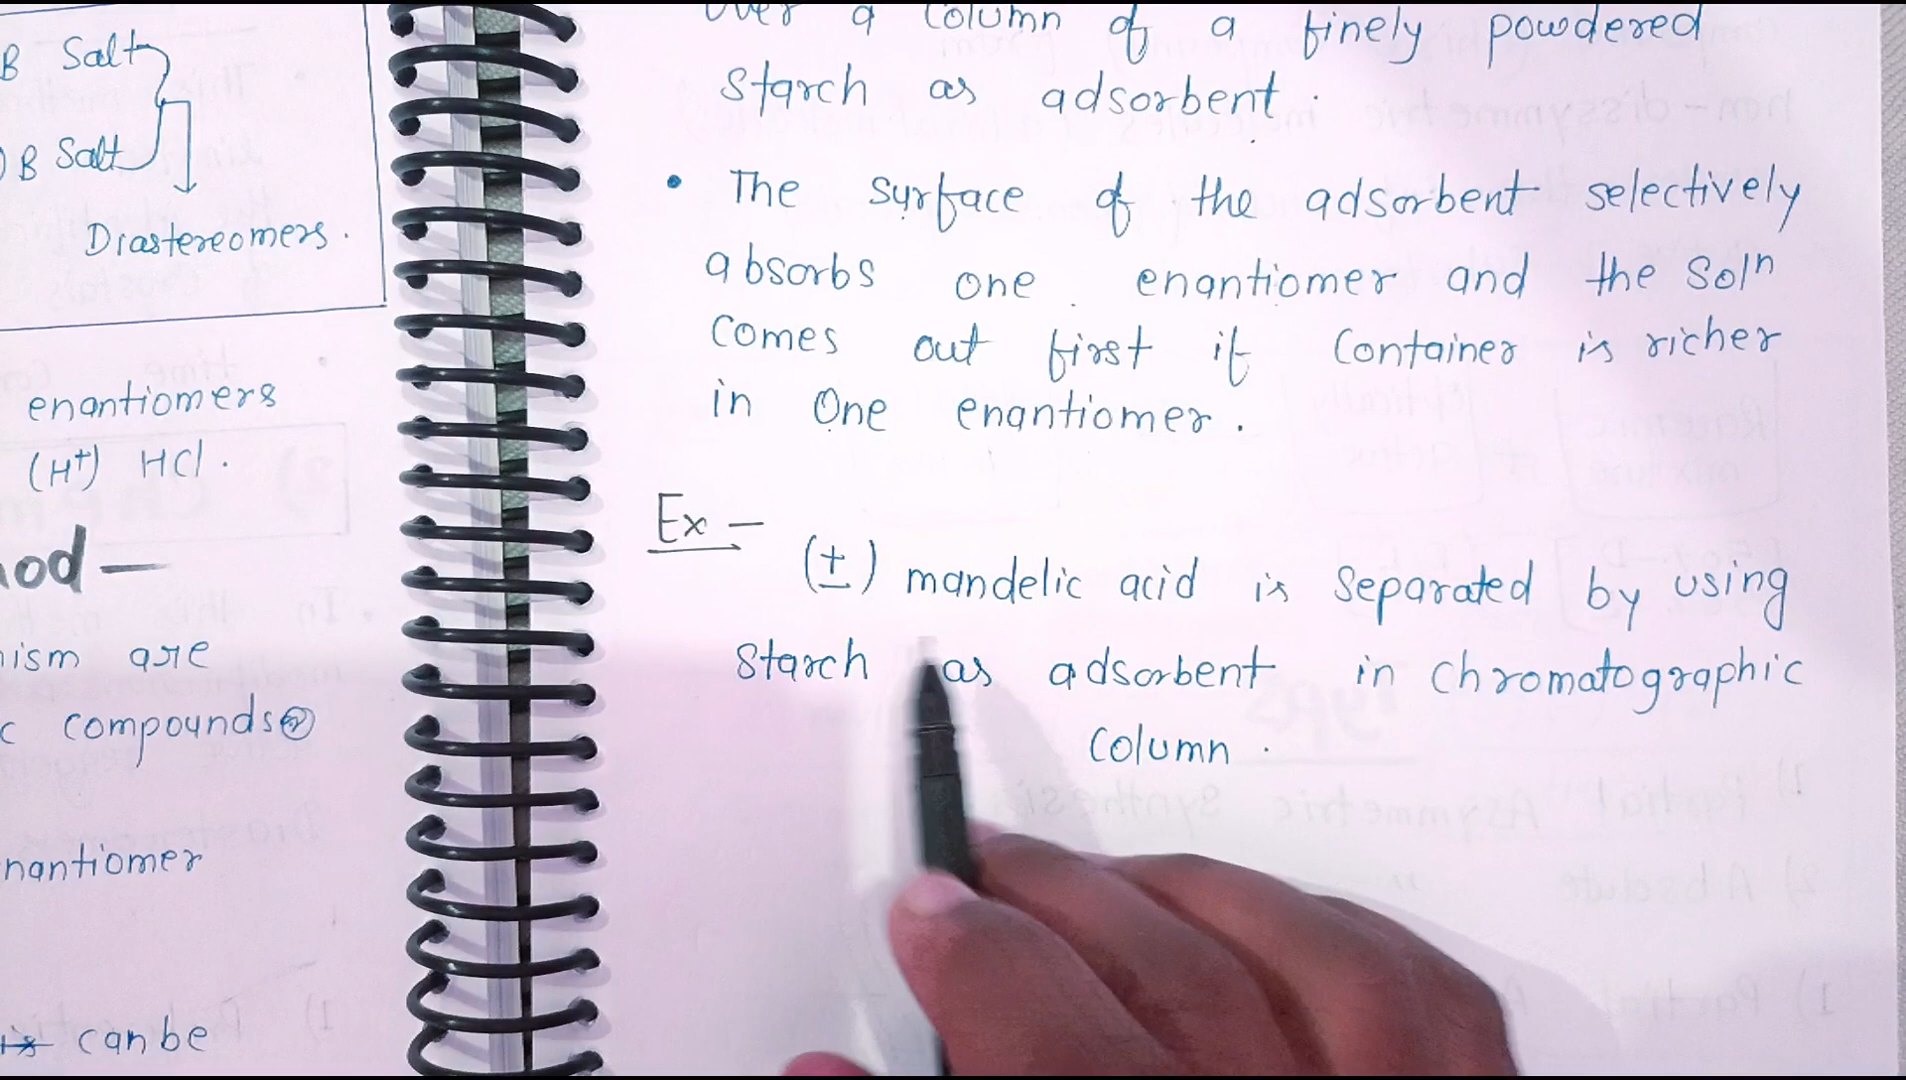 B Salt
B Salt
Diastereomers.
enantiomers
(H+) HCl.
are
compounds
nantiomer
can be
over a column of a finely powdered
starch as adsorbent.
• The surface of the adsorbent selectively
absorbs one enantiomer and the Solⁿ
comes out first if container is richer
in one enantiomer.
Ex –
(±) mandelic acid is separated by using
starch as adsorbent in chromatographic
column.